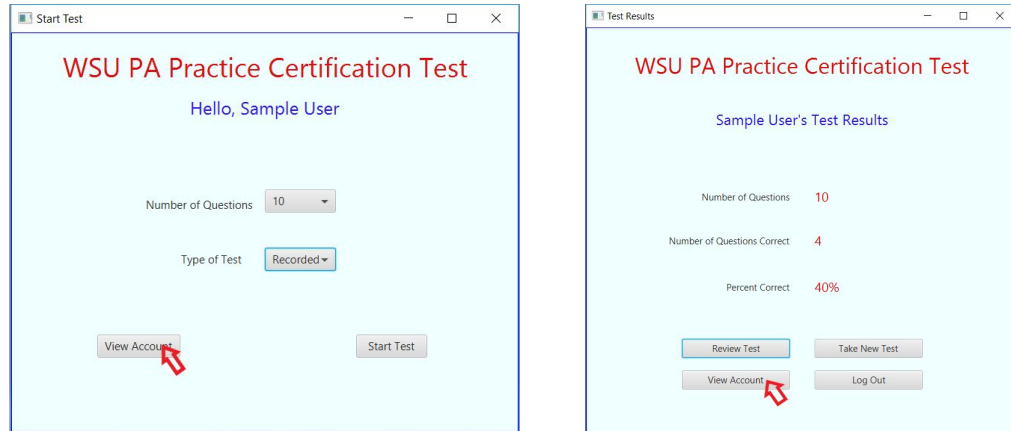 Start Test
WSU PA Practice Certification Test
Hello, Sample User
Number of Questions 10
Type of Test Recorded
View Account Start Test
Test Results
WSU PA Practice Certification Test
Sample User's Test Results
Number of Questions 10
Number of Questions Correct 4
Percent Correct 40%
Review Test Take New Test
View Account Log Out